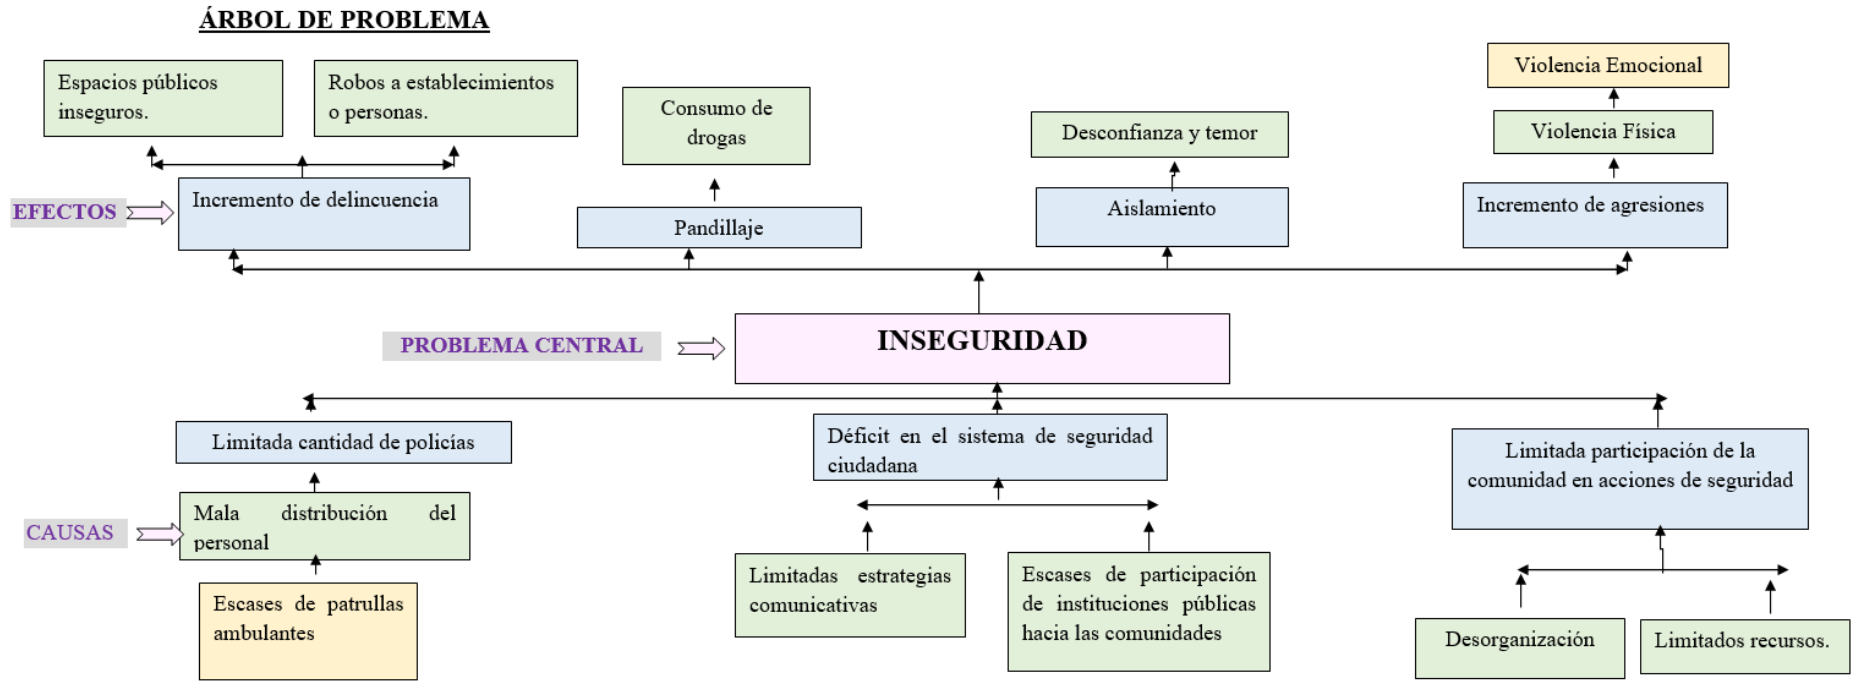 ÁRBOL DE PROBLEMA
Espacios públicos
inseguros.
Robos a establecimientos
o personas.
Consumo de
drogas
Desconfianza y temor
Violencia Emocional
Violencia Física
EFECTOS
Incremento de delincuencia
Pandillaje
Aislamiento
Incremento de agresiones
PROBLEMA CENTRAL
INSEGURIDAD
Limitada cantidad de policías
Déficit en el sistema de seguridad
ciudadana
Limitada participación de la
comunidad en acciones de seguridad
CAUSAS
Mala distribución del
personal
Escases de patrullas
ambulantes
Limitadas estrategias
comunicativas
Escases de participación
de instituciones públicas
hacia las comunidades
Desorganización
Limitados recursos.